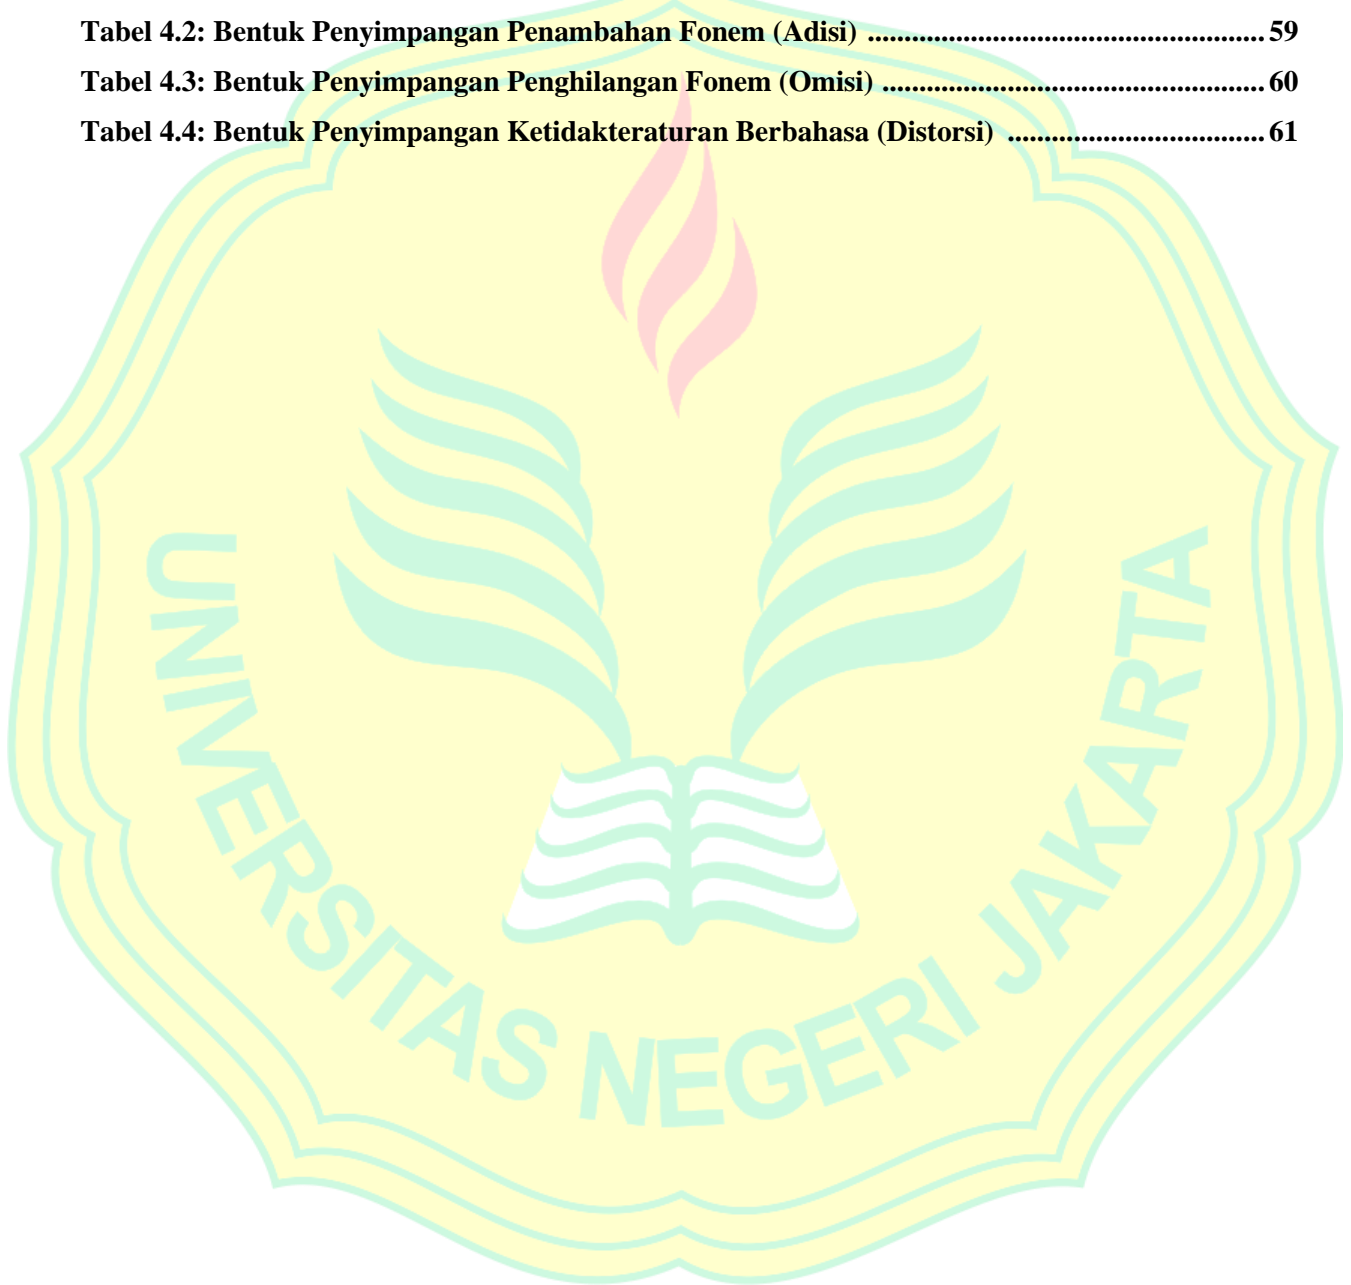 Tabel 4.2: Bentuk Penyimpangan Penambahan Fonem (Adisi) ...................................................... 59
Tabel 4.3: Bentuk Penyimpangan Penghilangan Fonem (Omisi) .................................................... 60
Tabel 4.4: Bentuk Penyimpangan Ketidakteraturan Berbahasa (Distorsi) ................................... 61
UNIVERSITAS NEGERI JAKARTA